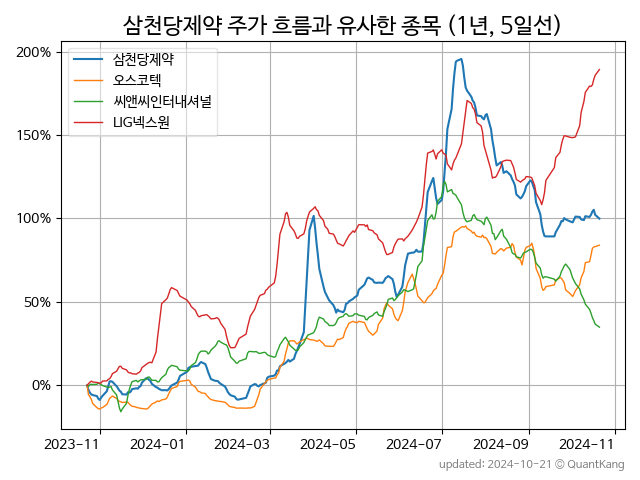 삼천당제약 주가 흐름과 유사한 종목 (1년, 5일선)
200%
150%
100%
50%
0%
삼천당제약
오스코텍
씨앤씨인터내셔널
LIG넥스원
2023-11 2024-01 2024-03 2024-05 2024-07 2024-09 2024-11
updated: 2024-10-21 © QuantKang